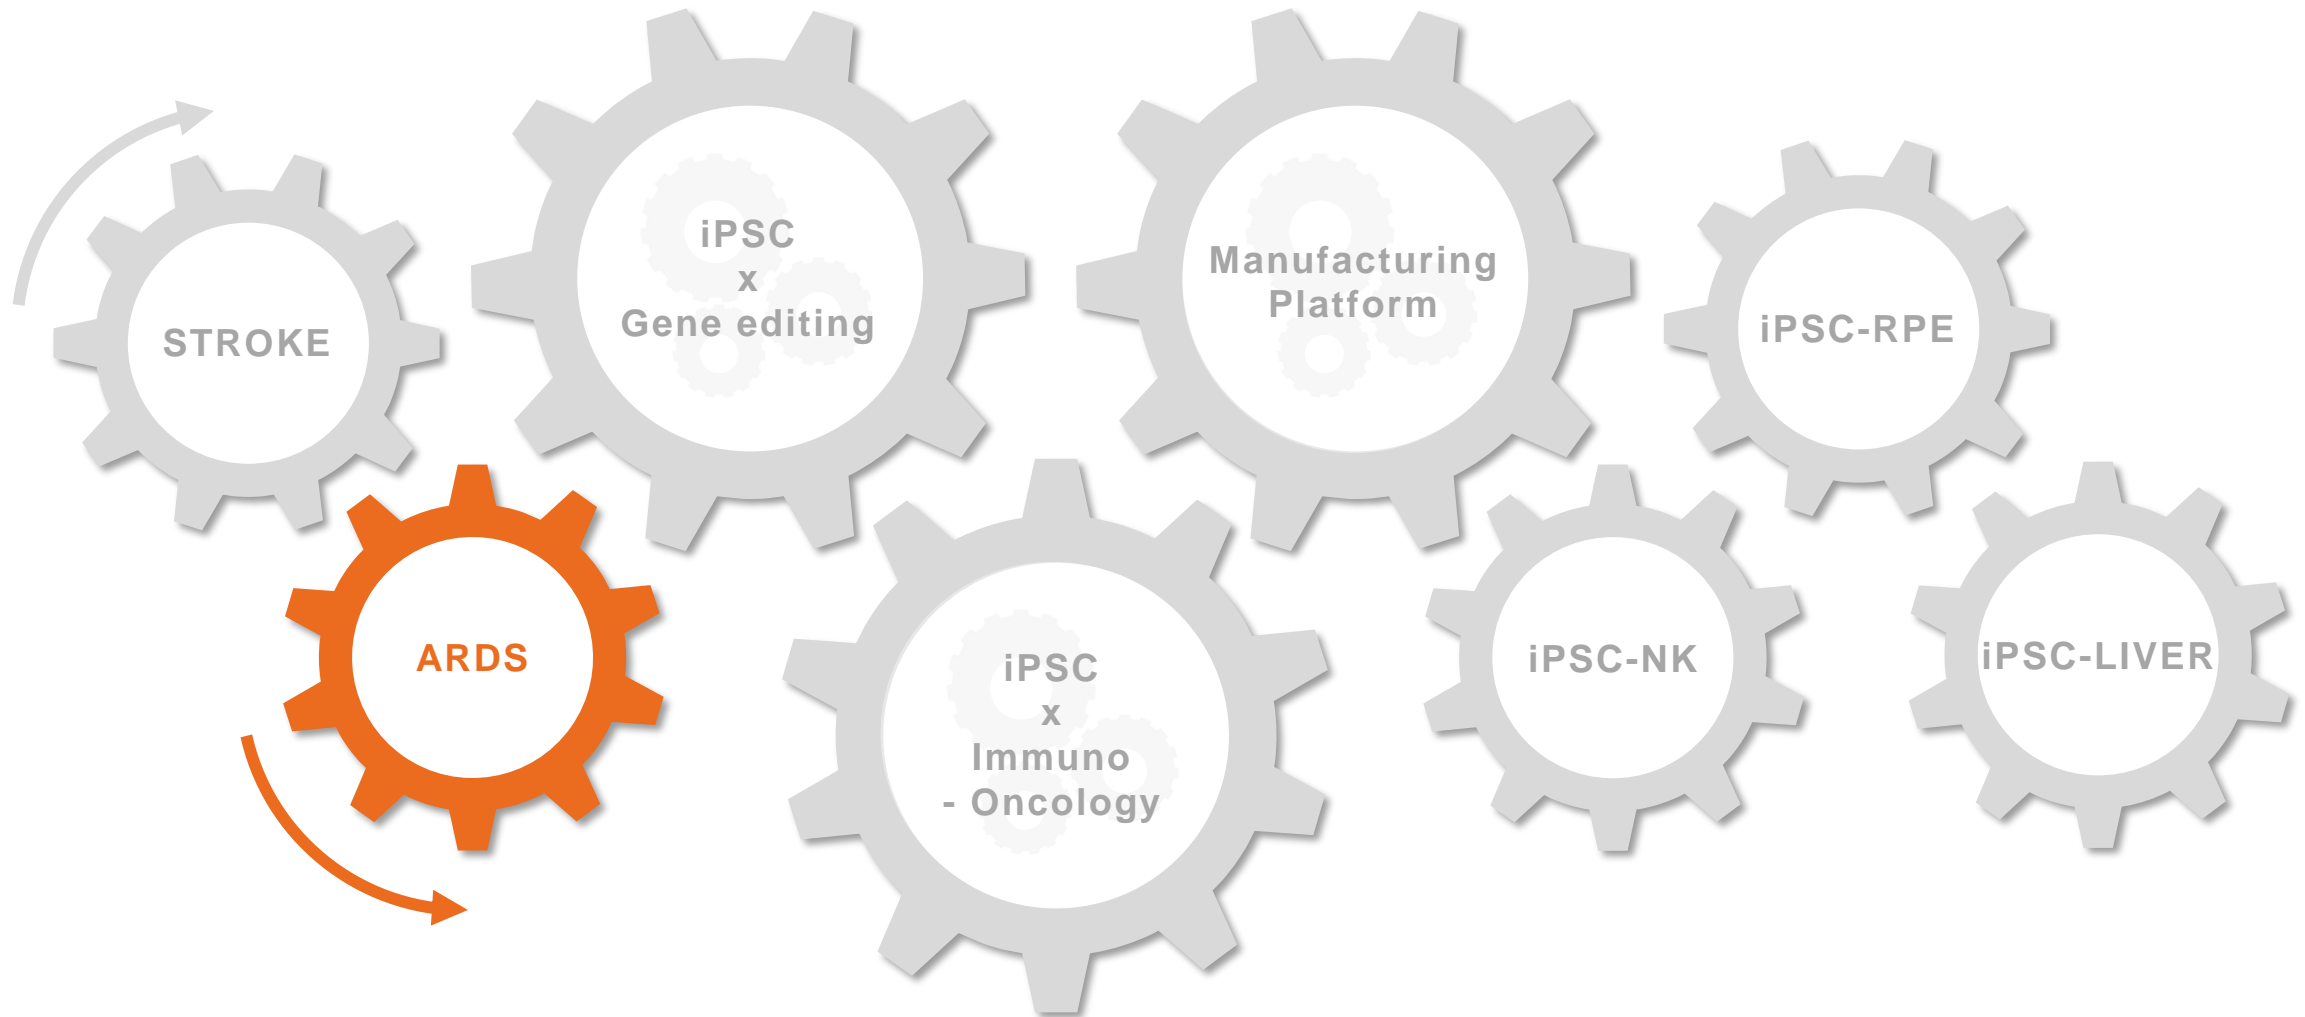 STROKE
iPSC
x
Gene editing
Manufacturing
Platform
iPSC-RPE
ARDS
iPSC
x
Immuno
- Oncology
iPSC-NK
iPSC-LIVER